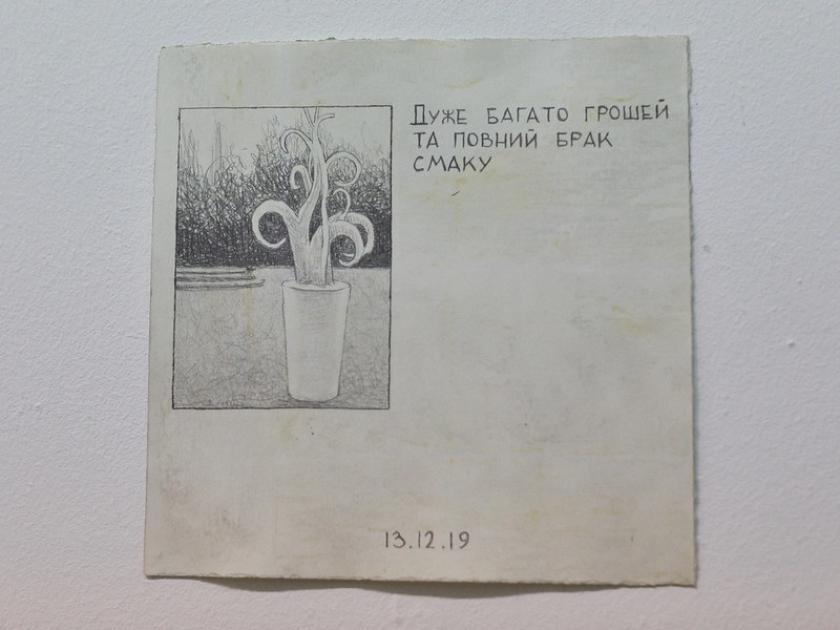 Дуже багато грошей
та повний брак
смаку
13.12.19